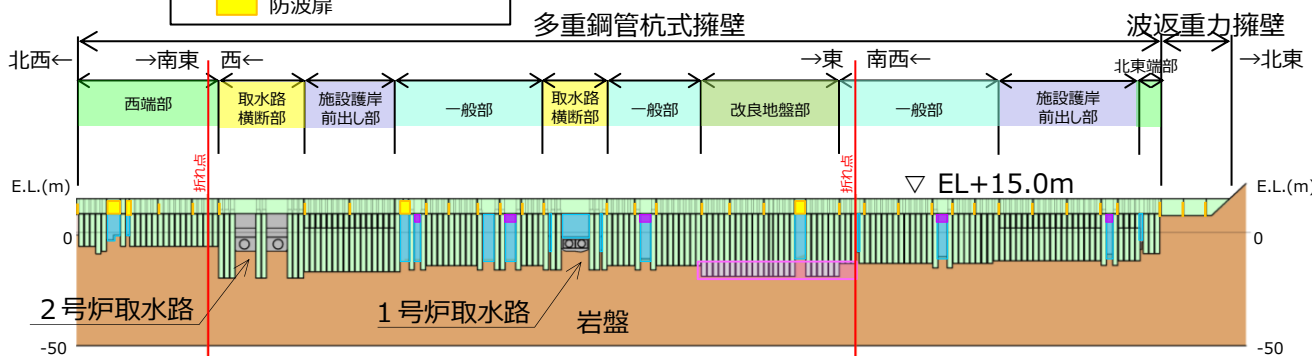 防波扉
多重鋼管杭式擁壁
波返重力擁壁
北西←
→南東
西←
→東
南西←
北東端部
→北東
西端部
取水路
横断部
施設護岸
前出し部
一般部
取水路
横断部
一般部
改良地盤部
一般部
施設護岸
前出し部
折れ点
折れ点
E.L.(m)
▽ EL+15.0m
E.L.(m)
0
0
2号炉取水路
1号炉取水路
岩盤
-50
-50